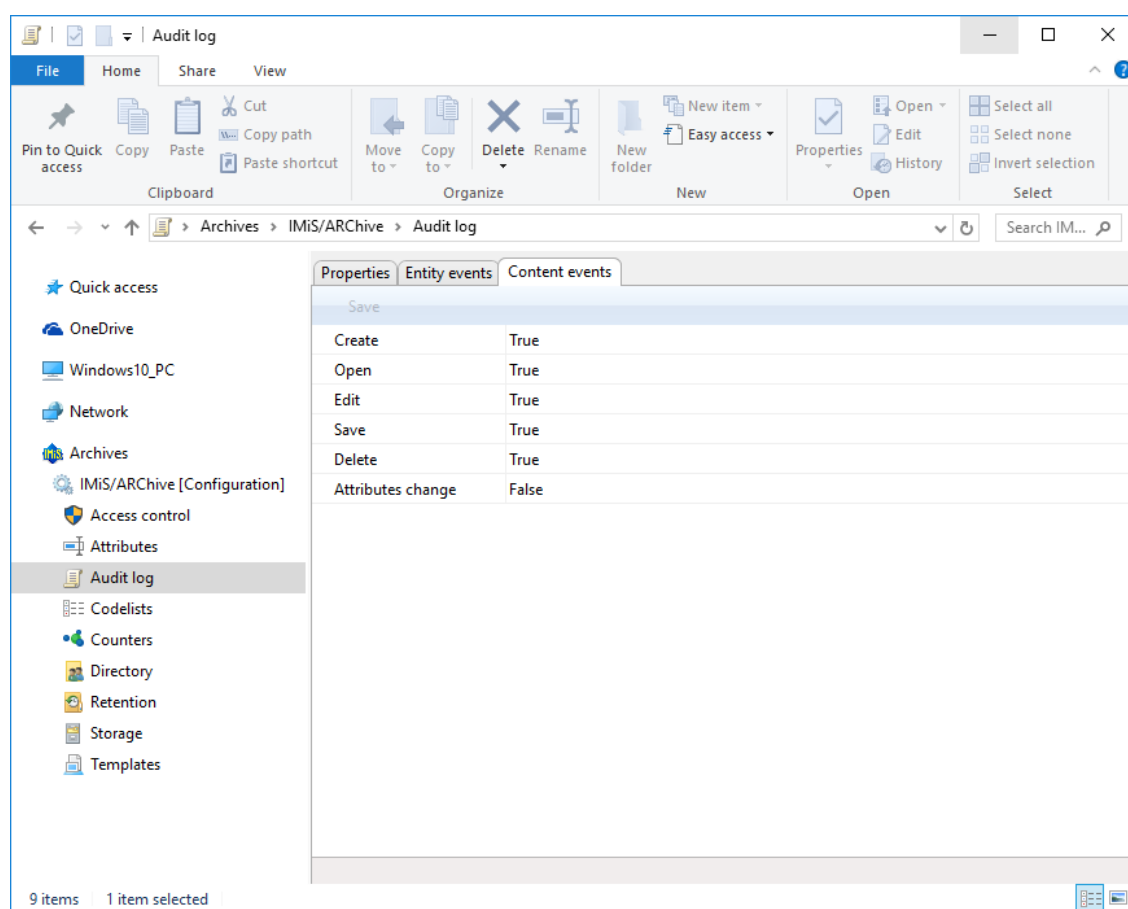 Audit log
File Home Share View
Pin to Quick access
Copy
Paste
Cut
Copy path
Paste shortcut
Clipboard
Move to
Copy to
Delete
Rename
Organize
New folder
New item
Easy access
New
Properties
Open
Edit
History
Open
Select all
Select none
Invert selection
Select
Archives > IMiS/ARChive > Audit log
Search IM...
Quick access
OneDrive
Windows10_PC
Network
Archives
IMiS/ARChive [Configuration]
Access control
Attributes
Audit log
Codelists
Counters
Directory
Retention
Storage
Templates
Properties Entity events Content events
Save
Create True
Open True
Edit True
Save True
Delete True
Attributes change False
9 items 1 item selected